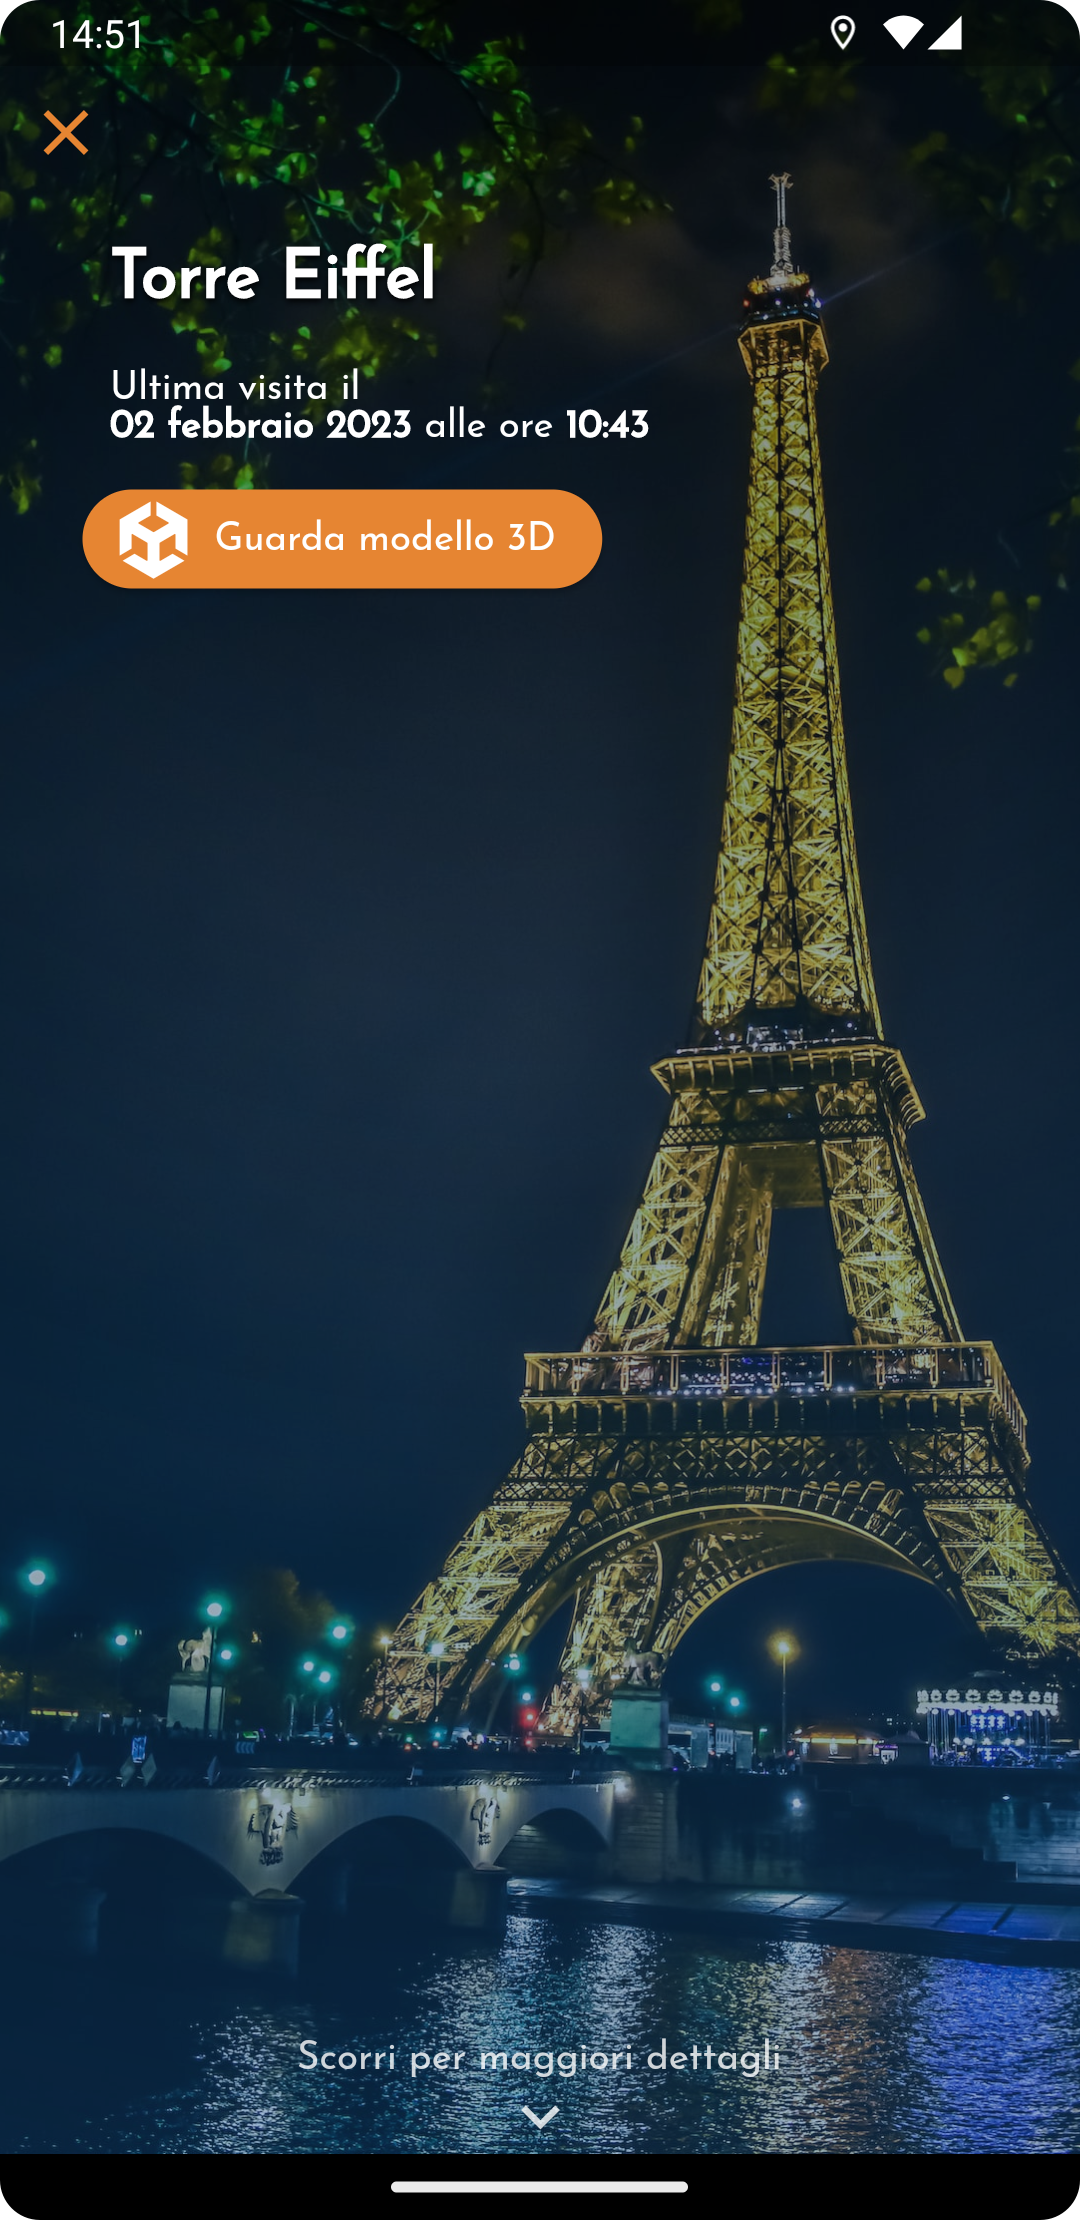 14:51
Torre Eiffel
Ultima visita il
02 febbraio 2023 alle ore 10:43
Guarda modello 3D
Scorri per maggiori dettagli